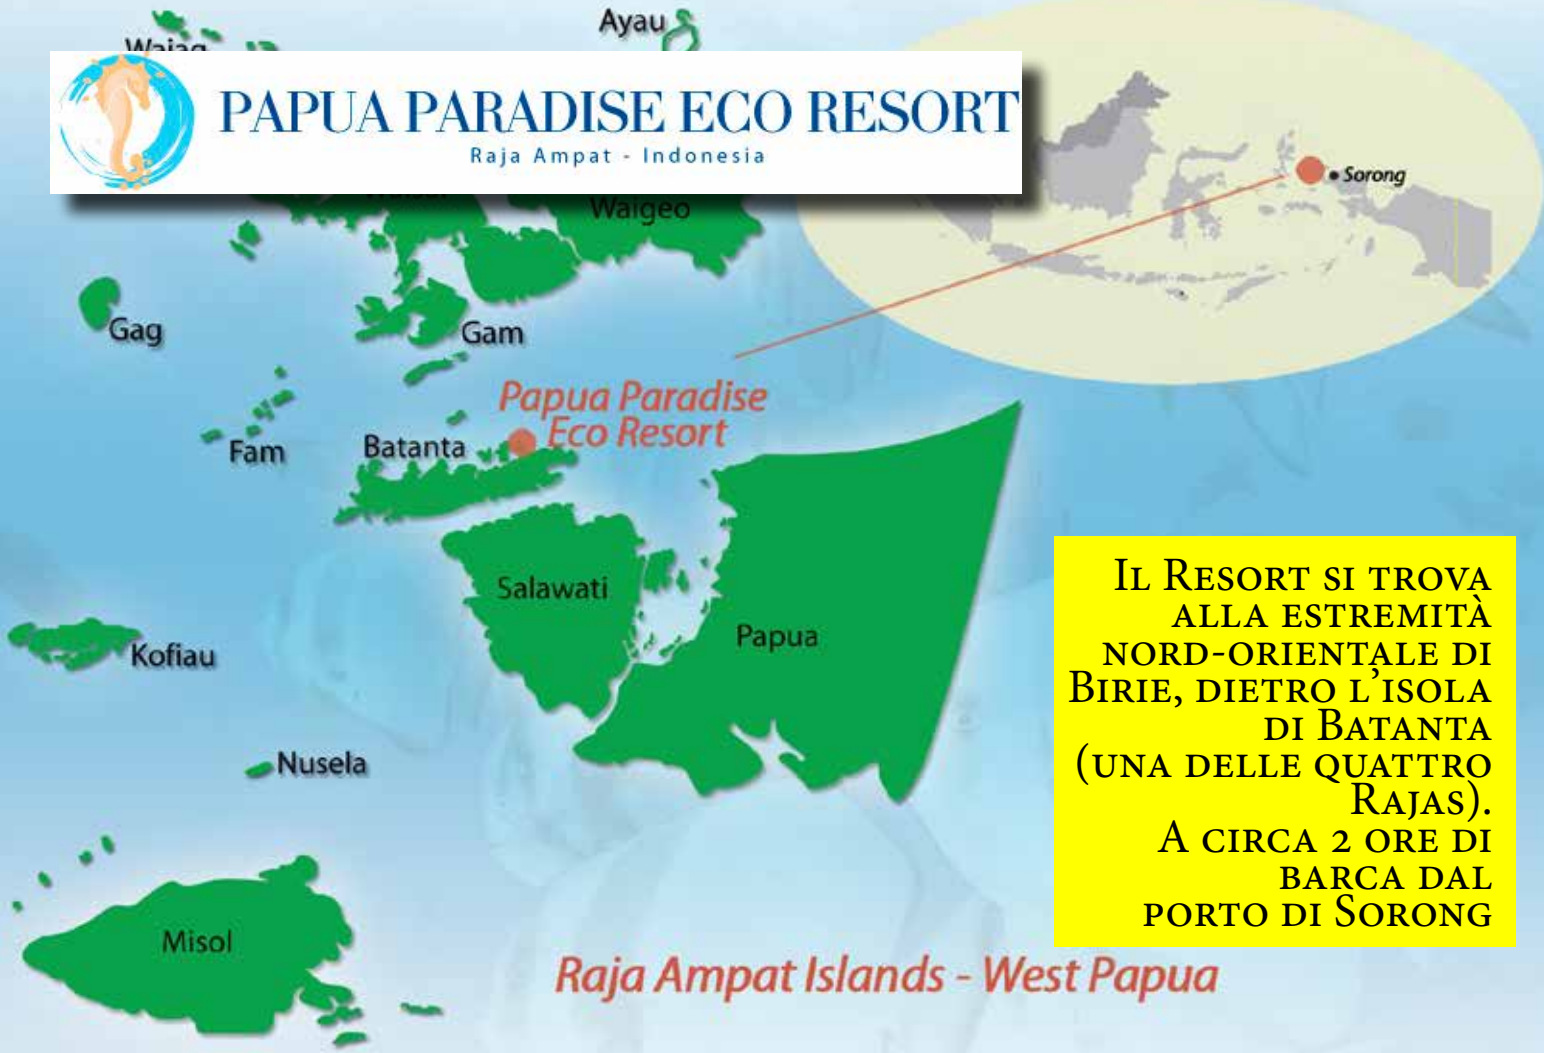 Ayau
PAPUA PARADISE ECO RESORT
Raja Ampat - Indonesia
Sorong
Waigeo
Gag
Gam
Papua Paradise
Eco Resort
Fam
Batanta
Salawati
Papua
Kofiau
Nusela
Misol
Raja Ampat Islands - West Papua
Il Resort si trova
alla estremità
nord-orientale di
Birie, dietro l'isola
di Batanta
(una delle quattro
Rajas).
A circa 2 ore di
barca dal
porto di Sorong